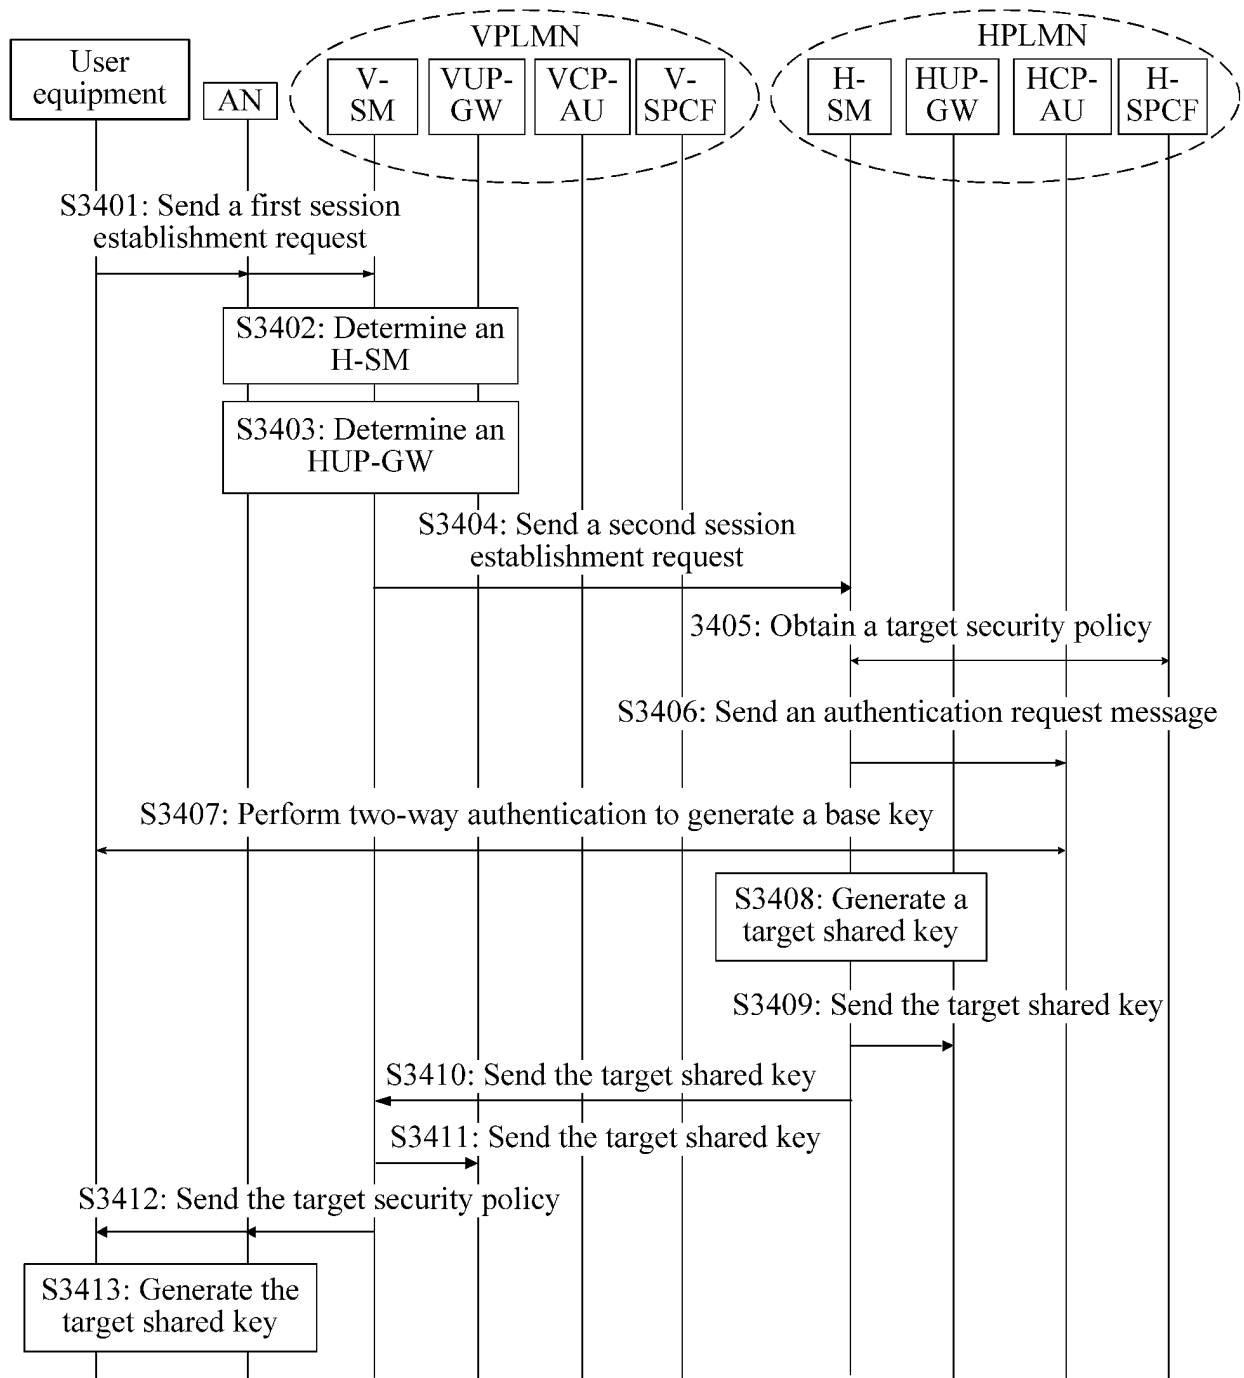 VPLMN
HPLMN
User
equipment
AN
V-
SM
VUP-
GW
VCP-
AU
V-
SPCF
H-
SM
HUP-
GW
HCP-
AU
H-
SPCF
S3401: Send a first session
establishment request
S3402: Determine an
H-SM
S3403: Determine an
HUP-GW
S3404: Send a second session
establishment request
3405: Obtain a target security policy
S3406: Send an authentication request message
S3407: Perform two-way authentication to generate a base key
S3408: Generate a
target shared key
S3409: Send the target shared key
S3410: Send the target shared key
S3411: Send the target shared key
S3412: Send the target security policy
S3413: Generate the
target shared key